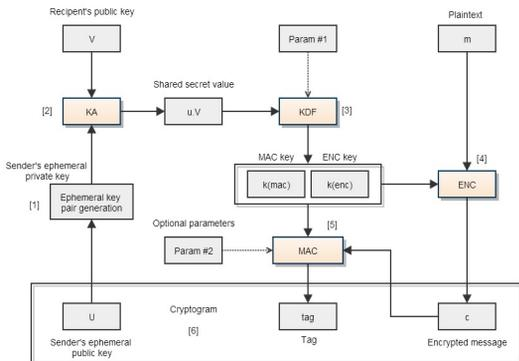 Recipent's public key
Plaintext
V
Param #1
m
Shared secret value
[2]
KA
u.V
KDF
[3]
MAC key
ENC key
[4]
Sender's ephemeral
private key
k(mac)
k(enc)
ENC
[1]
Ephemeral key
pair generation
[5]
Optional parameters
Param #2
MAC
Cryptogram
U
[6]
tag
c
Sender's ephemeral
public key
Tag
Encrypted message